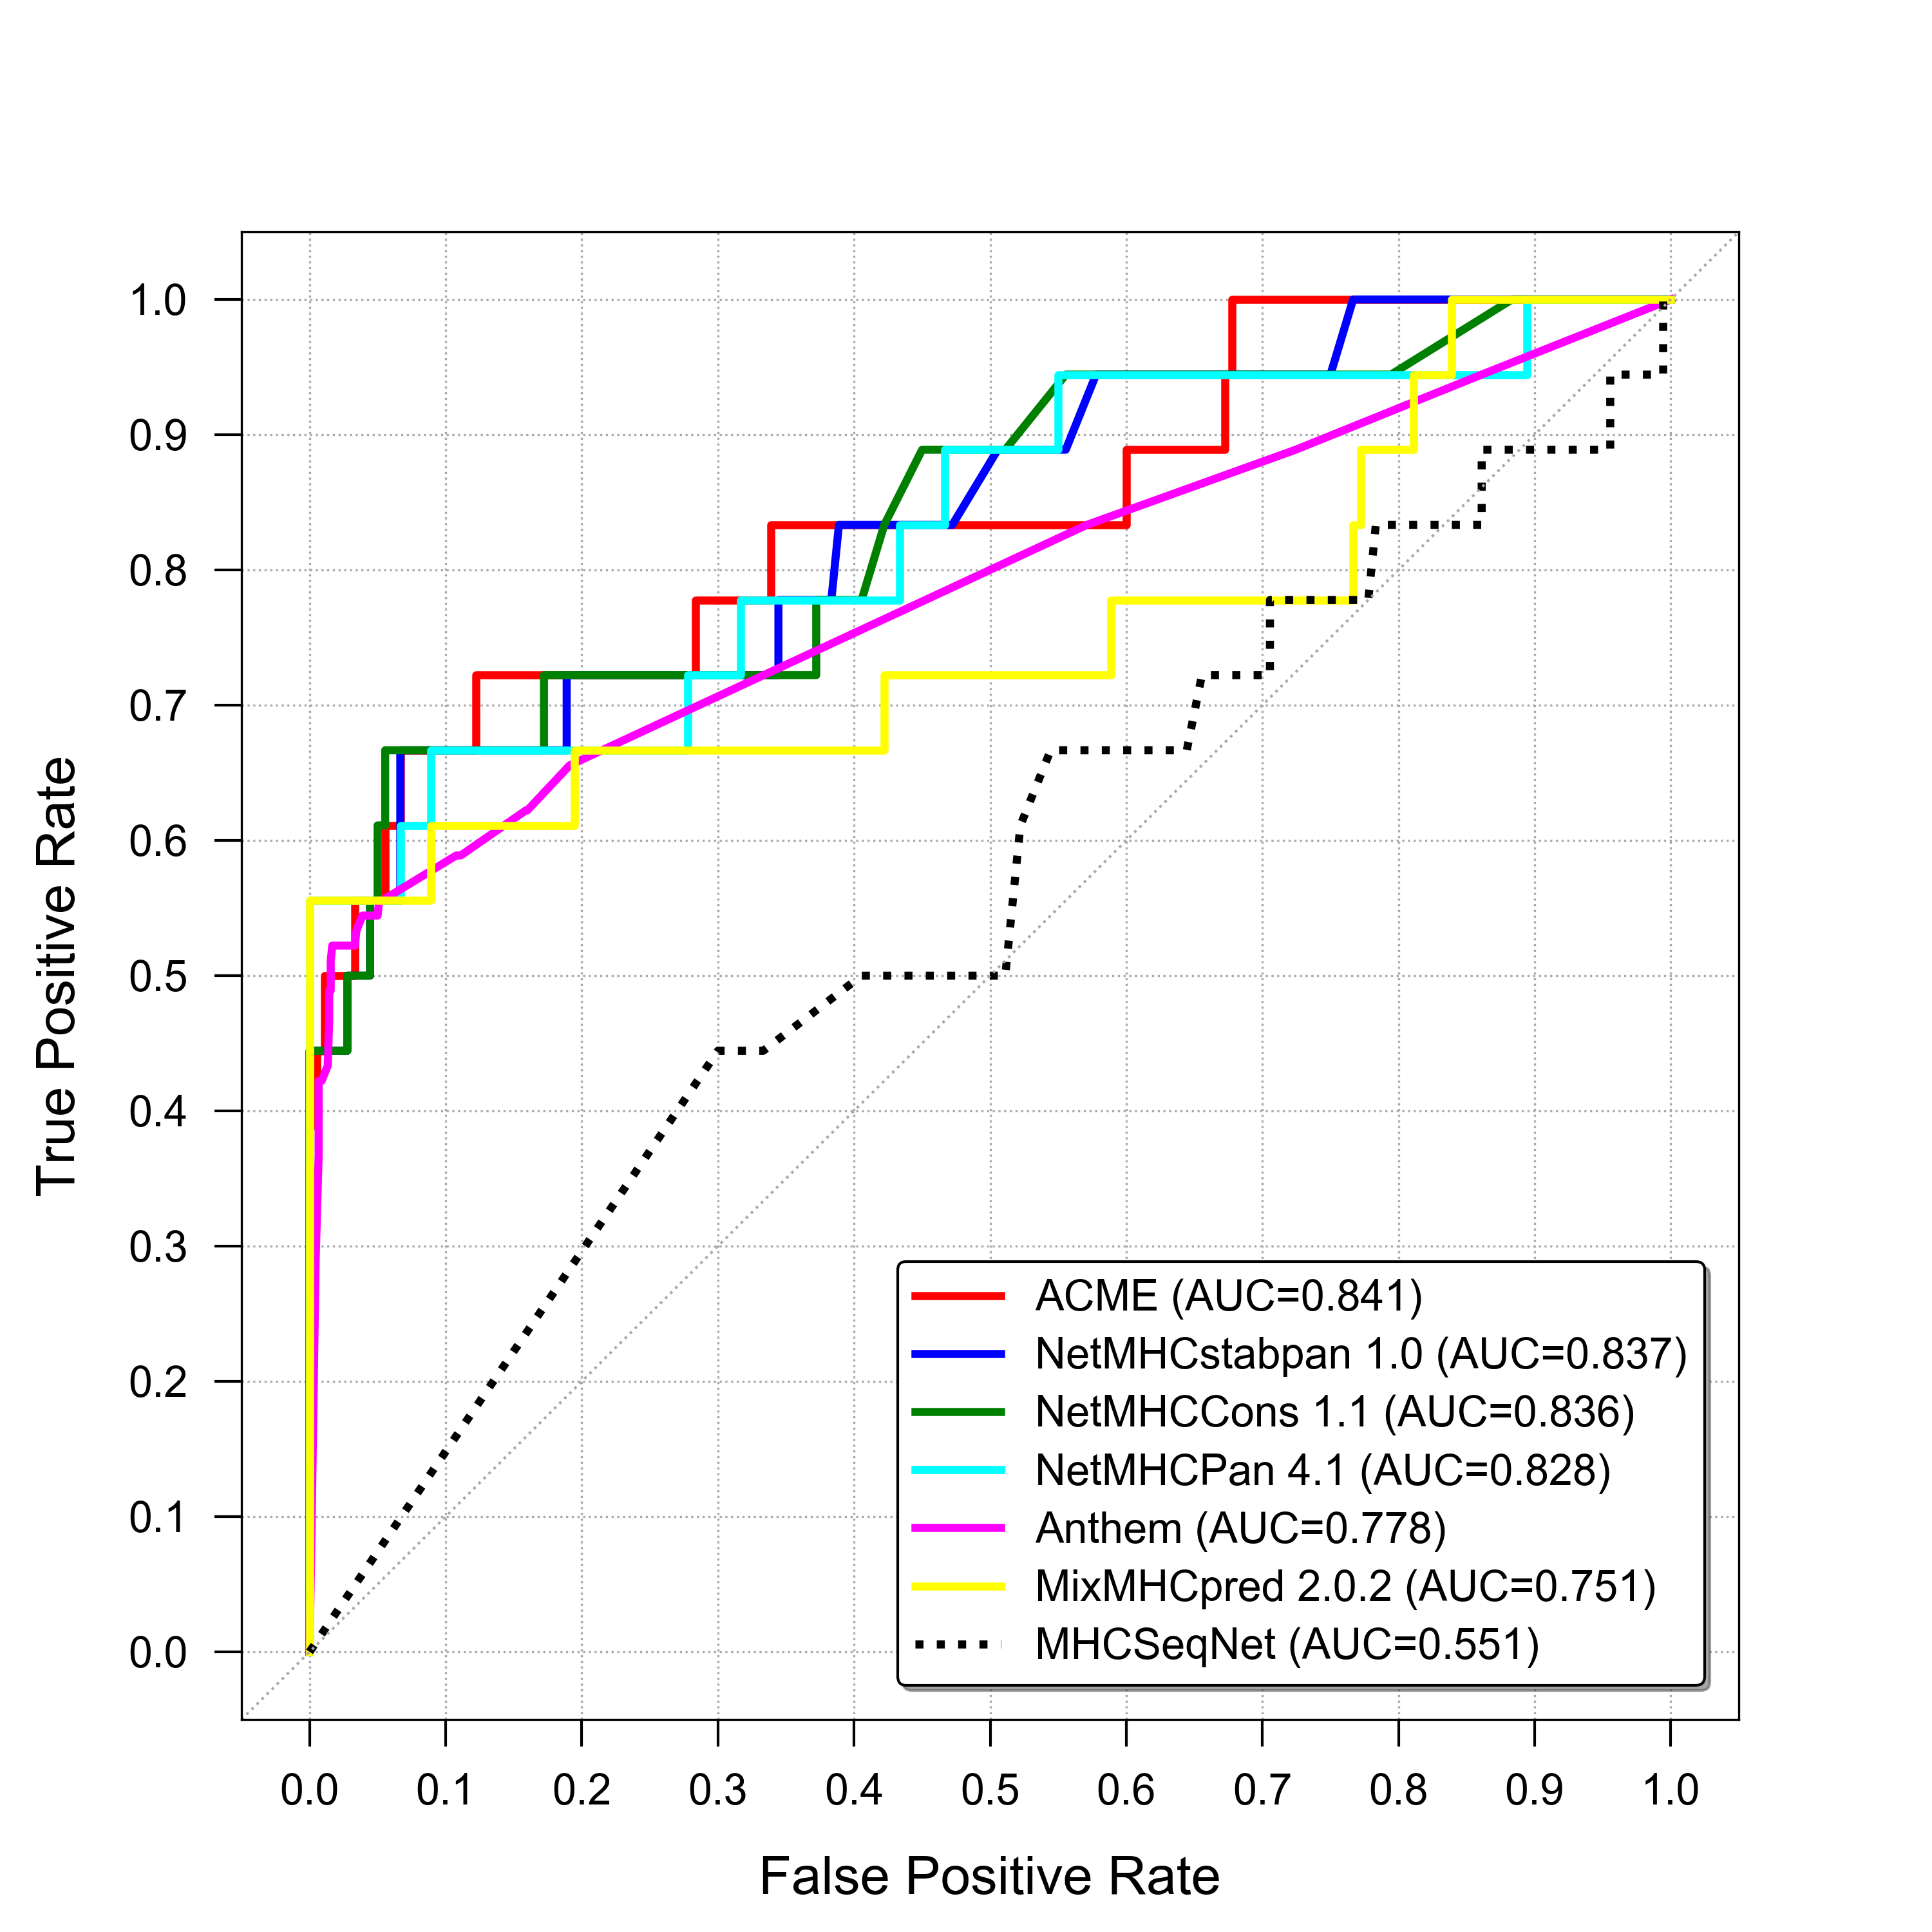 1.0
0.9
0.8
0.7
0.6
0.5
0.4
0.3
0.2
0.1
0.0
True Positive Rate
ACME (AUC=0.841)
NetMHCstabpan 1.0 (AUC=0.837)
NetMHCCons 1.1 (AUC=0.836)
NetMHCPan 4.1 (AUC=0.828)
Anthem (AUC=0.778)
MixMHCpred 2.0.2 (AUC=0.751)
MHCSeqNet (AUC=0.551)
0.0 0.1 0.2 0.3 0.4 0.5 0.6 0.7 0.8 0.9 1.0
False Positive Rate